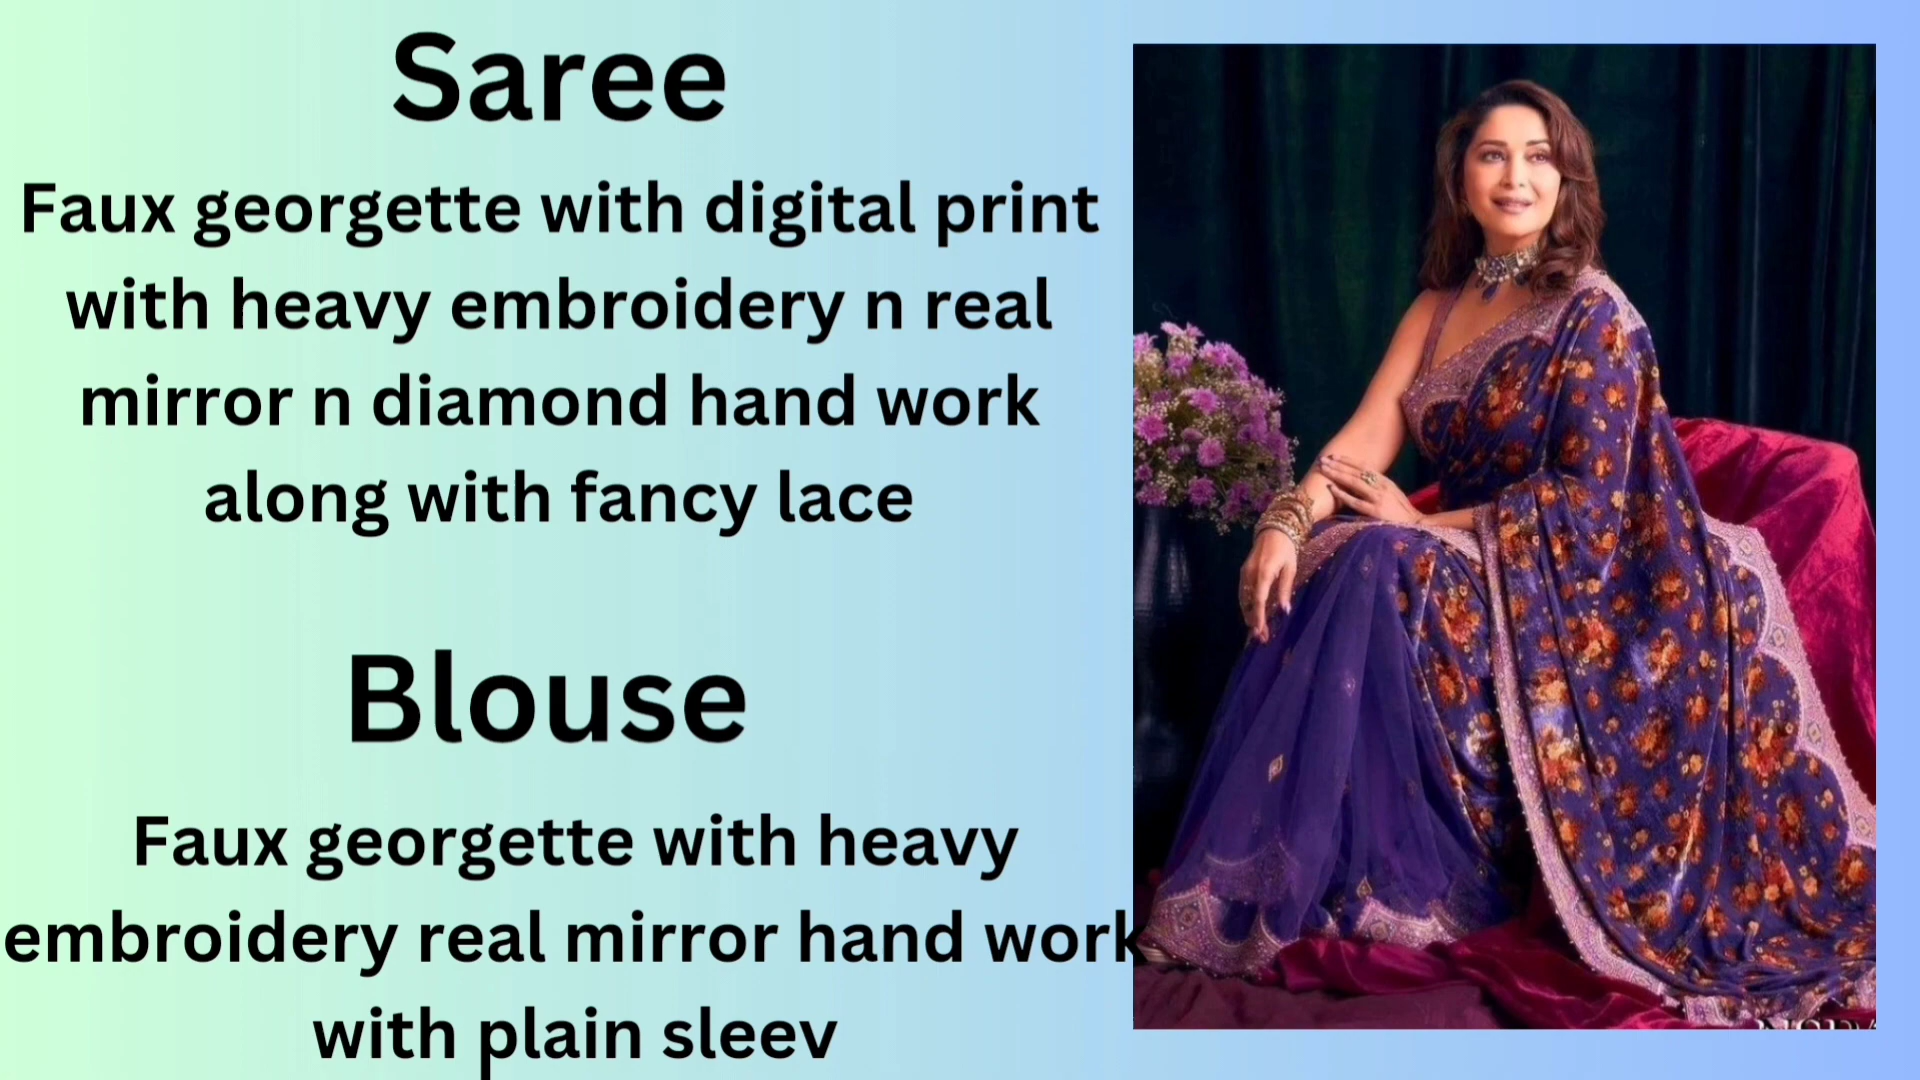 Saree
Faux georgette with digital print
with heavy embroidery n real
mirror n diamond hand work
along with fancy lace
Blouse
Faux georgette with heavy
embroidery real mirror hand work
with plain sleev